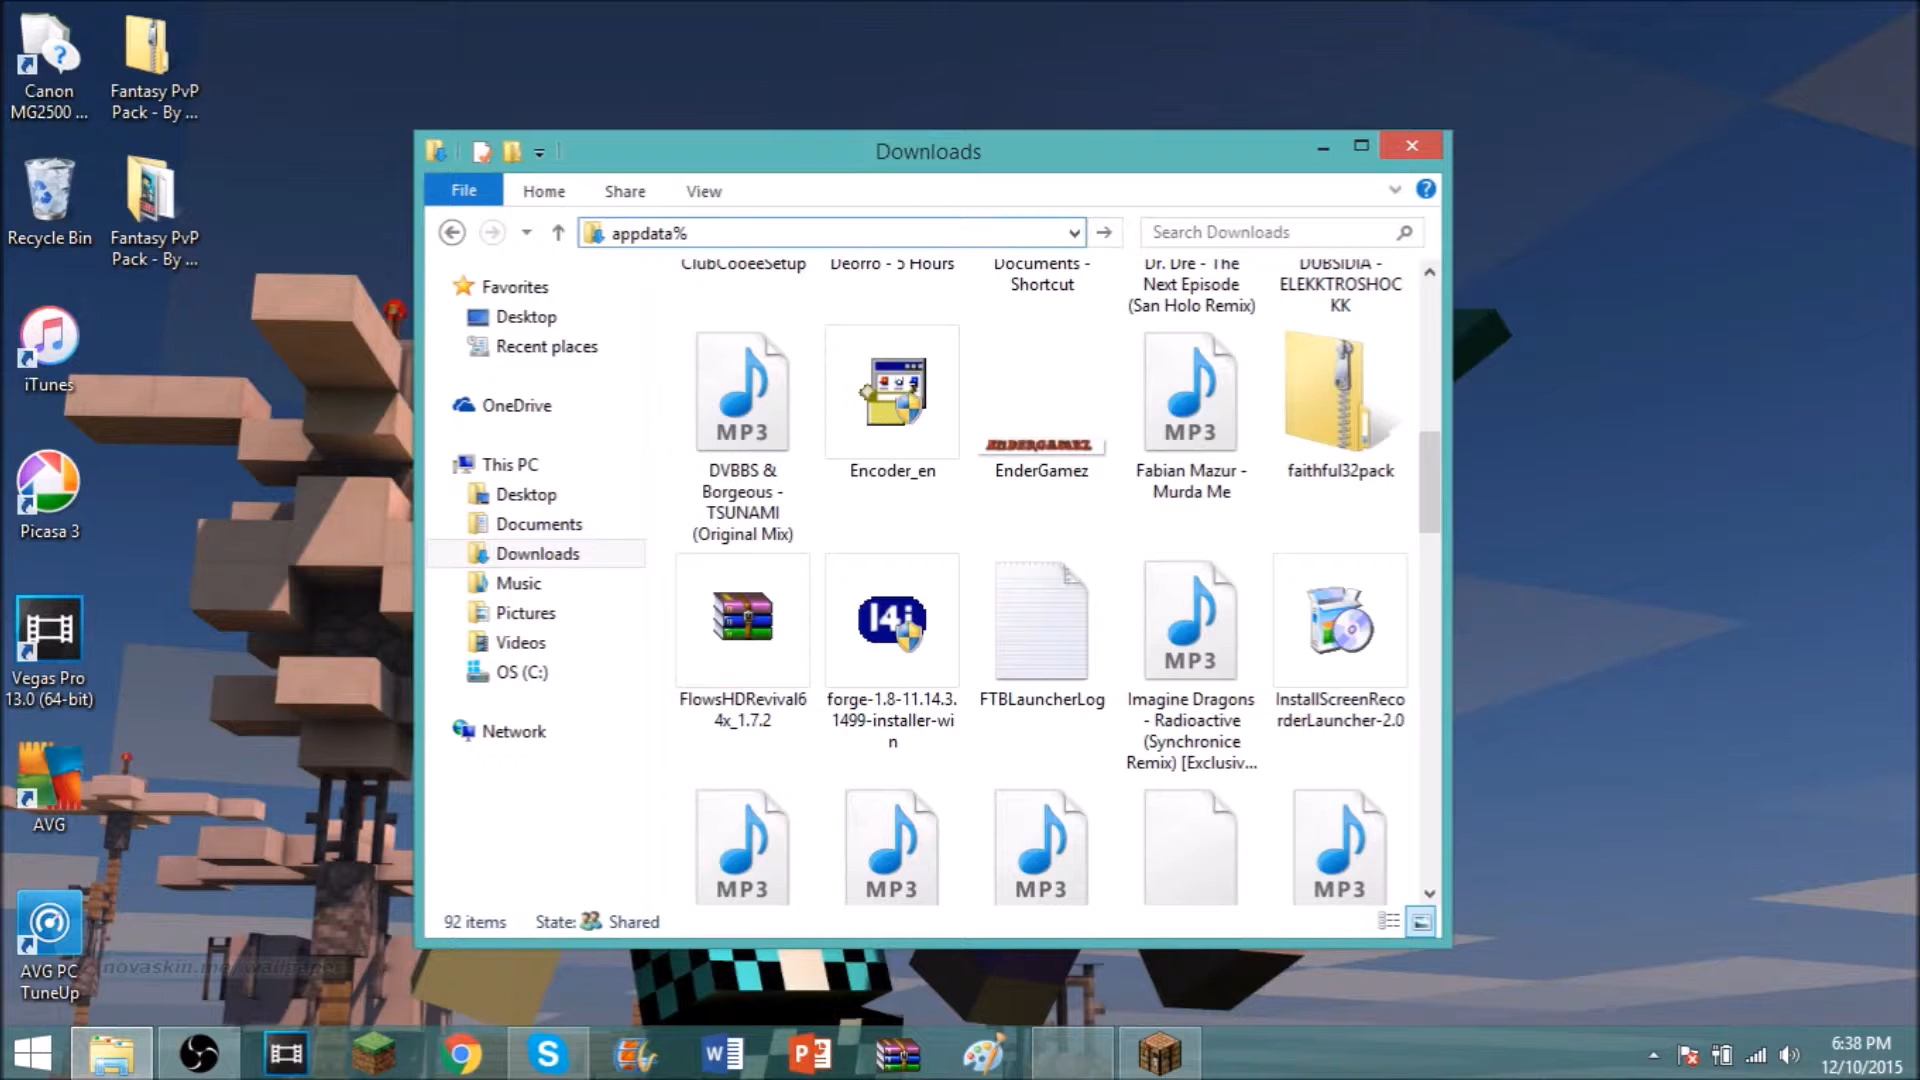 Canon
MG2500 ...
Fantasy PvP
Pack - By ...
Recycle Bin
Fantasy PvP
Pack - By ...
iTunes
Picasa 3
Vegas Pro
13.0 (64-bit)
AVG
AVG PC
TuneUp
Downloads
File
Home
Share
View
appdata%
Search Downloads
Favorites
Desktop
Recent places
OneDrive
This PC
Desktop
Documents
Downloads
Music
Pictures
Videos
OS (C:)
Network
ClubCooeeSetup
Deorro - 5 Hours
Documents -
Shortcut
Dr. Dre - The
Next Episode
(San Holo Remix)
DUBSIDIA -
ELEKKTROSHOC
KK
MP3
DVBBS &
Borgeous -
TSUNAMI
(Original Mix)
Encoder_en
ENDERGAMEZ
EnderGamez
MP3
Fabian Mazur -
Murda Me
faithful32pack
FlowsHDRevival6
4x_1.7.2
I4j
forge-1.8-11.14.3.
1499-installer-wi
n
FTBLauncherLog
MP3
Imagine Dragons
- Radioactive
(Synchronice
Remix) [Exclusiv...
InstallScreenReco
rderLauncher-2.0
MP3
MP3
MP3
MP3
92 items
State:
Shared
novaskin.me
6:38 PM
12/10/2015